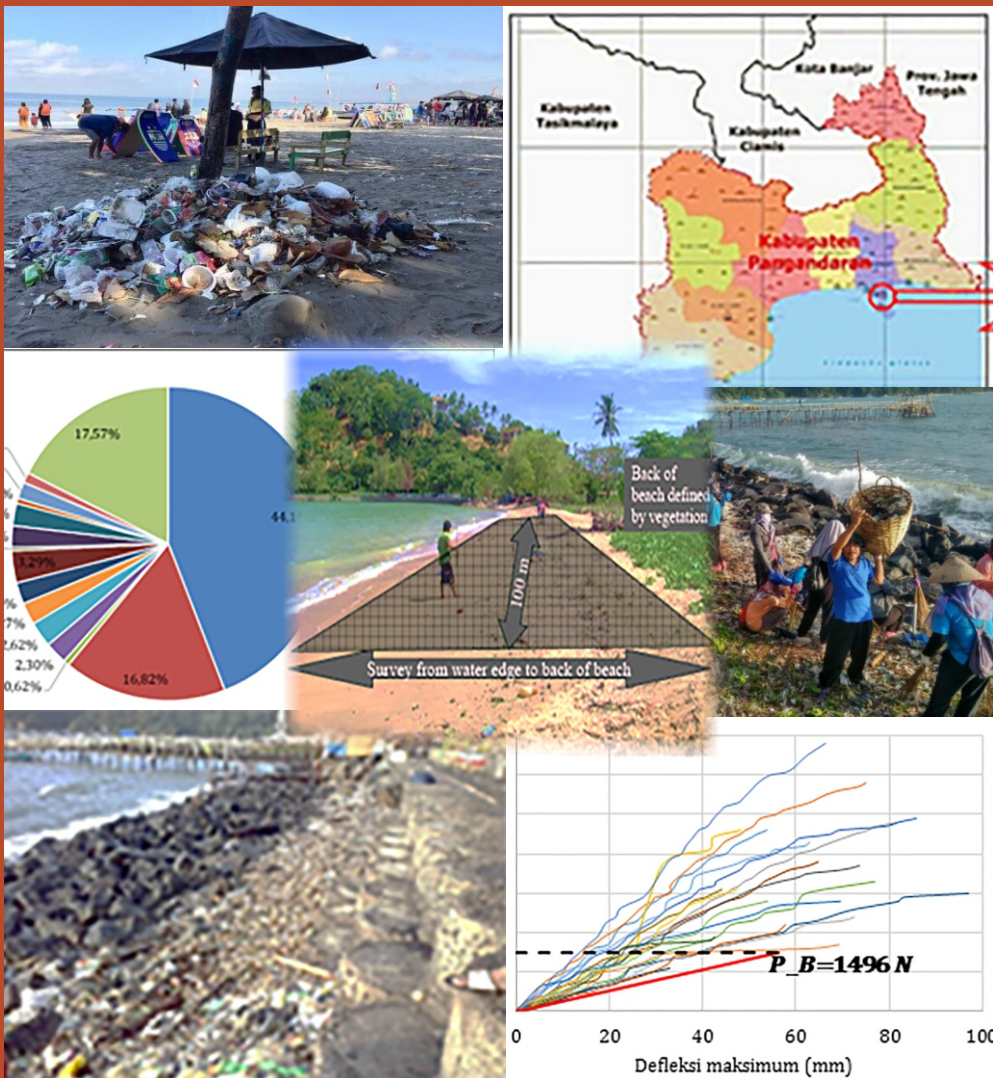 Kota Banjar
Prov. Jawa
Tengah
Kabupaten
Tasikmalaya
Kabupaten
Ciamis
Kabupaten
Pangandaran
17,57%
44,1
3,29%
2,62%
2,30%
0,62%
16,82%
Back of
beach defined
by vegetation
100 m
Survey from water edge to back of beach
P_B=1496 N
0 20 40 60 80 100
Defleksi maksimum (mm)